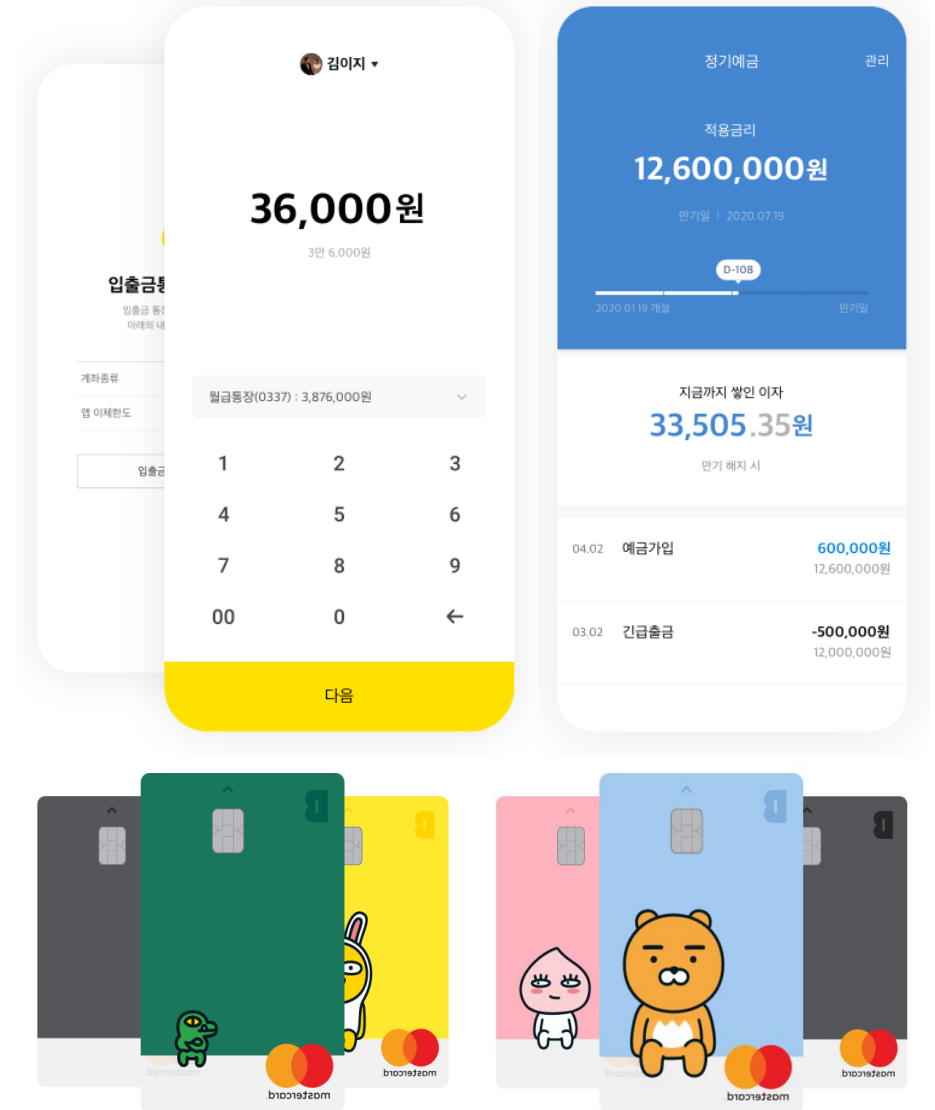 입출금통
입출금 통장
아래의 내
계좌종류
앱 이체한도
입출금
김이지 ▼
36,000원
3만 6,000원
월급통장(0337) : 3,876,000원
1 2 3
4 5 6
7 8 9
00 0 ←
다음
정기예금 관리
적용금리
12,600,000원
만기일 | 2020.07.19
D-108
2020.01.19 개설 만기일
지금까지 쌓인 이자
33,505.35원
만기 해지 시
04.02 예금가입 600,000원
12,600,000원
03.02 긴급출금 -500,000원
12,000,000원
mastercard.
mastercard.
mastercard.
mastercard.